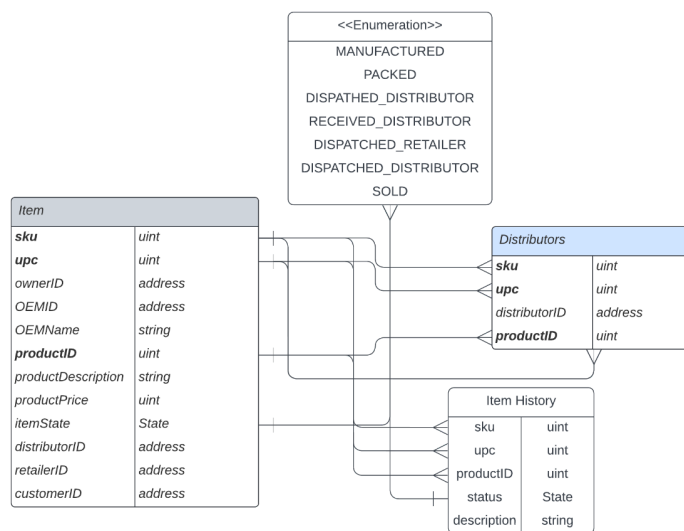 <<Enumeration>>
MANUFACTURED
PACKED
DISPATHED_DISTRIBUTOR
RECEIVED_DISTRIBUTOR
DISPATCHED_RETAILER
DISPATCHED_DISTRIBUTOR
SOLD
Item
sku uint
upc uint
ownerID address
OEMID address
OEMName string
productID uint
productDescription string
productPrice uint
itemState State
distributorID address
retailerID address
customerID address
Distributors
sku uint
upc uint
distributorID address
productID uint
Item History
sku uint
upc uint
productID uint
status State
description string